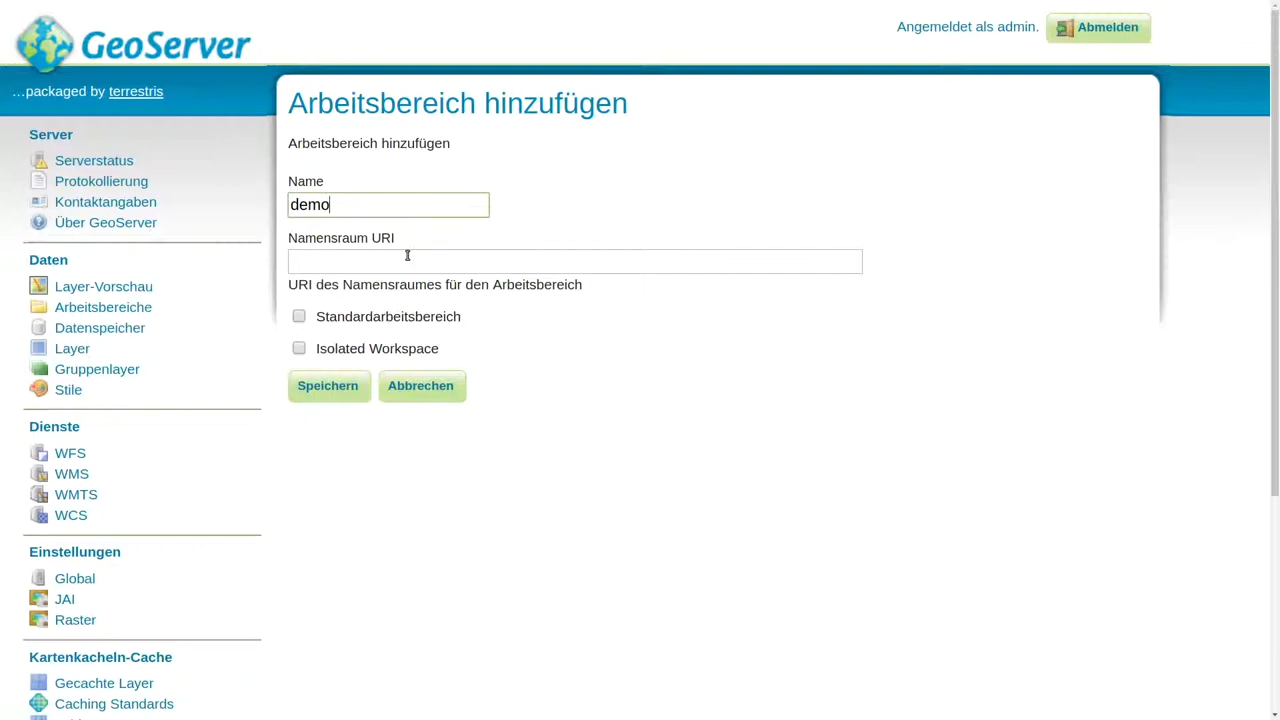 GeoServer
Angemeldet als admin.
Abmelden
...packaged by terrestris
Server
Serverstatus
Protokollierung
Kontaktangaben
Über GeoServer
Daten
Layer-Vorschau
Arbeitsbereiche
Datenspeicher
Layer
Gruppenlayer
Stile
Dienste
WFS
WMS
WMTS
WCS
Einstellungen
Global
JAI
Raster
Kartenkacheln-Cache
Gecachte Layer
Caching Standards
Arbeitsbereich hinzufügen
Arbeitsbereich hinzufügen
Name
demo
Namensraum URI
URI des Namensraumes für den Arbeitsbereich
Standardarbeitsbereich
Isolated Workspace
Speichern Abbrechen